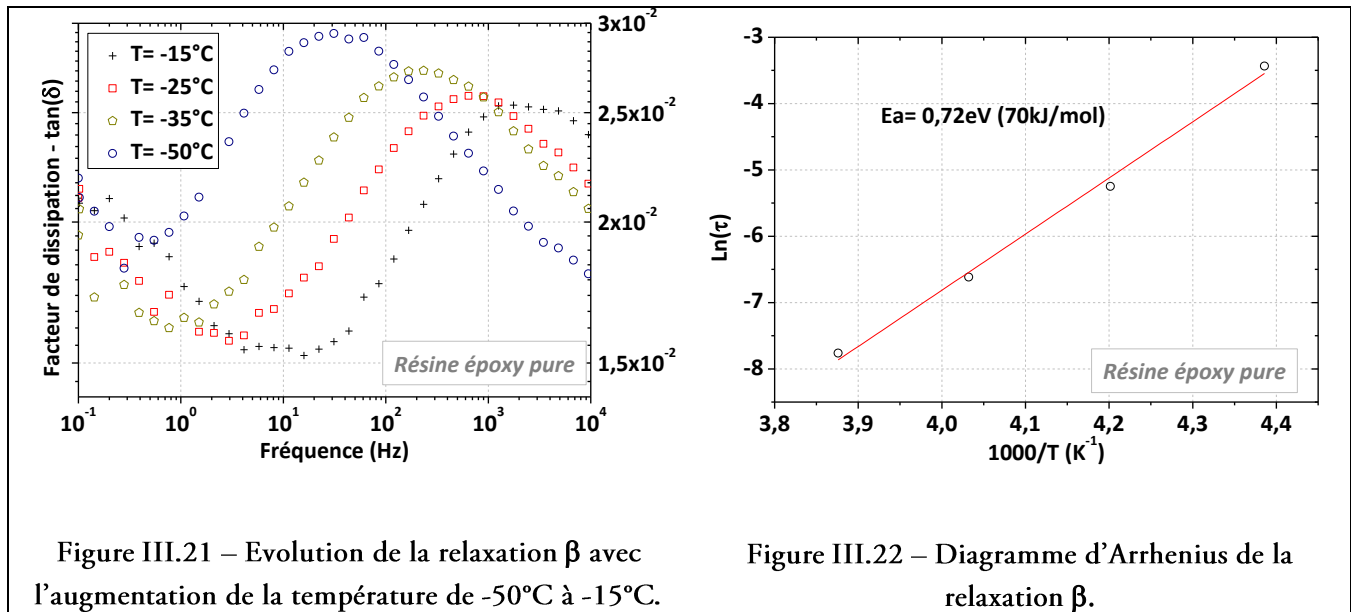 T= -15°C
T= -25°C
T= -35°C
T= -50°C
Facteur de dissipation - tan(δ)
3x10⁻²
2,5x10⁻²
2x10⁻²
1,5x10⁻²
Résine époxy pure
10⁻¹ 10⁰ 10¹ 10² 10³ 10⁴
Fréquence (Hz)
Figure III.21 – Evolution de la relaxation β avec
l’augmentation de la température de -50°C à -15°C.
-3
-4
-5
-6
-7
-8
Ln(τ)
Ea= 0,72eV (70kJ/mol)
Résine époxy pure
3,8 3,9 4,0 4,1 4,2 4,3 4,4
1000/T (K⁻¹)
Figure III.22 – Diagramme d’Arrhenius de la
relaxation β.